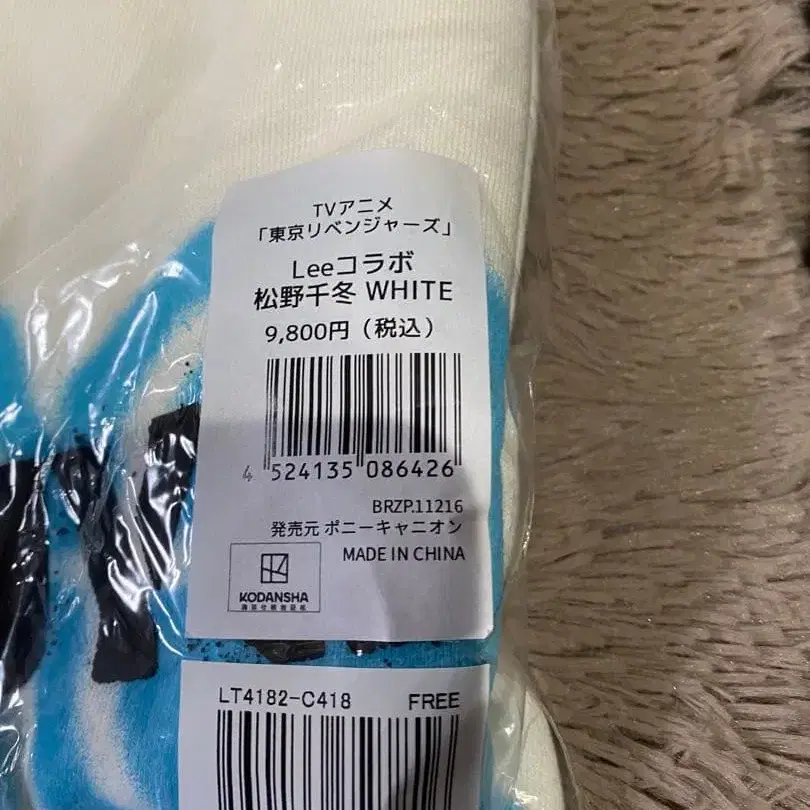 TVアニメ
「東京リベンジャーズ」
Leeコラボ
松野千冬 WHITE
9,800円（税込）
4 524135 086426
BRZP.11216
発売元 ポニーキャニオン
MADE IN CHINA
KODANSHA
LT4182-C418 FREE